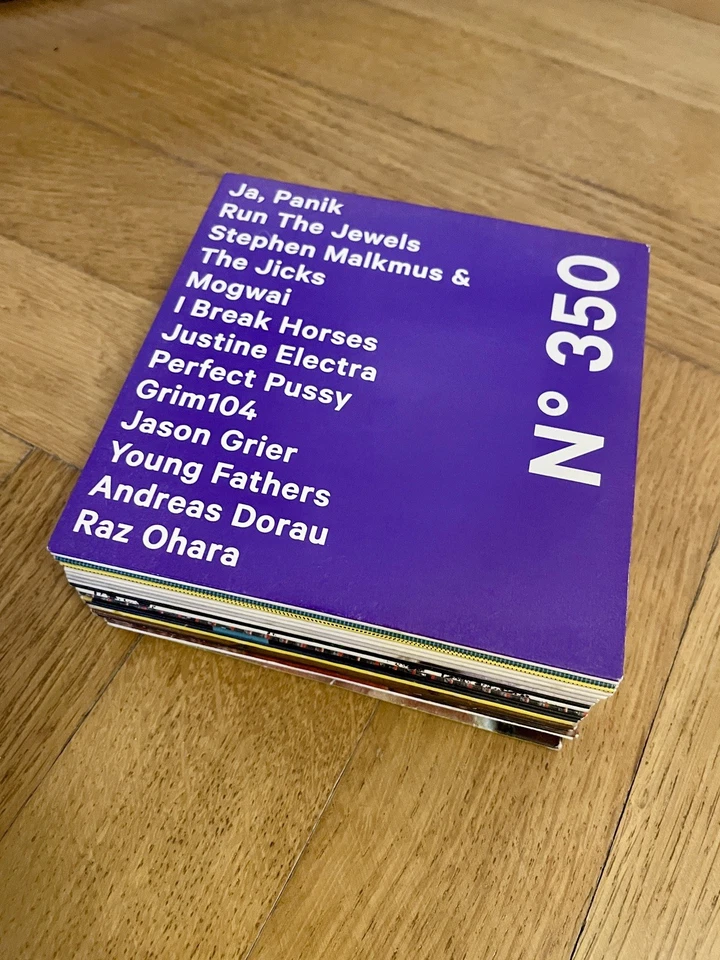 Ja, Panik
Run The Jewels
Stephen Malkmus &
The Jicks
Mogwai
I Break Horses
Justine Electra
Perfect Pussy
Grim104
Jason Grier
Young Fathers
Andreas Dorau
Raz Ohara
Nº 350